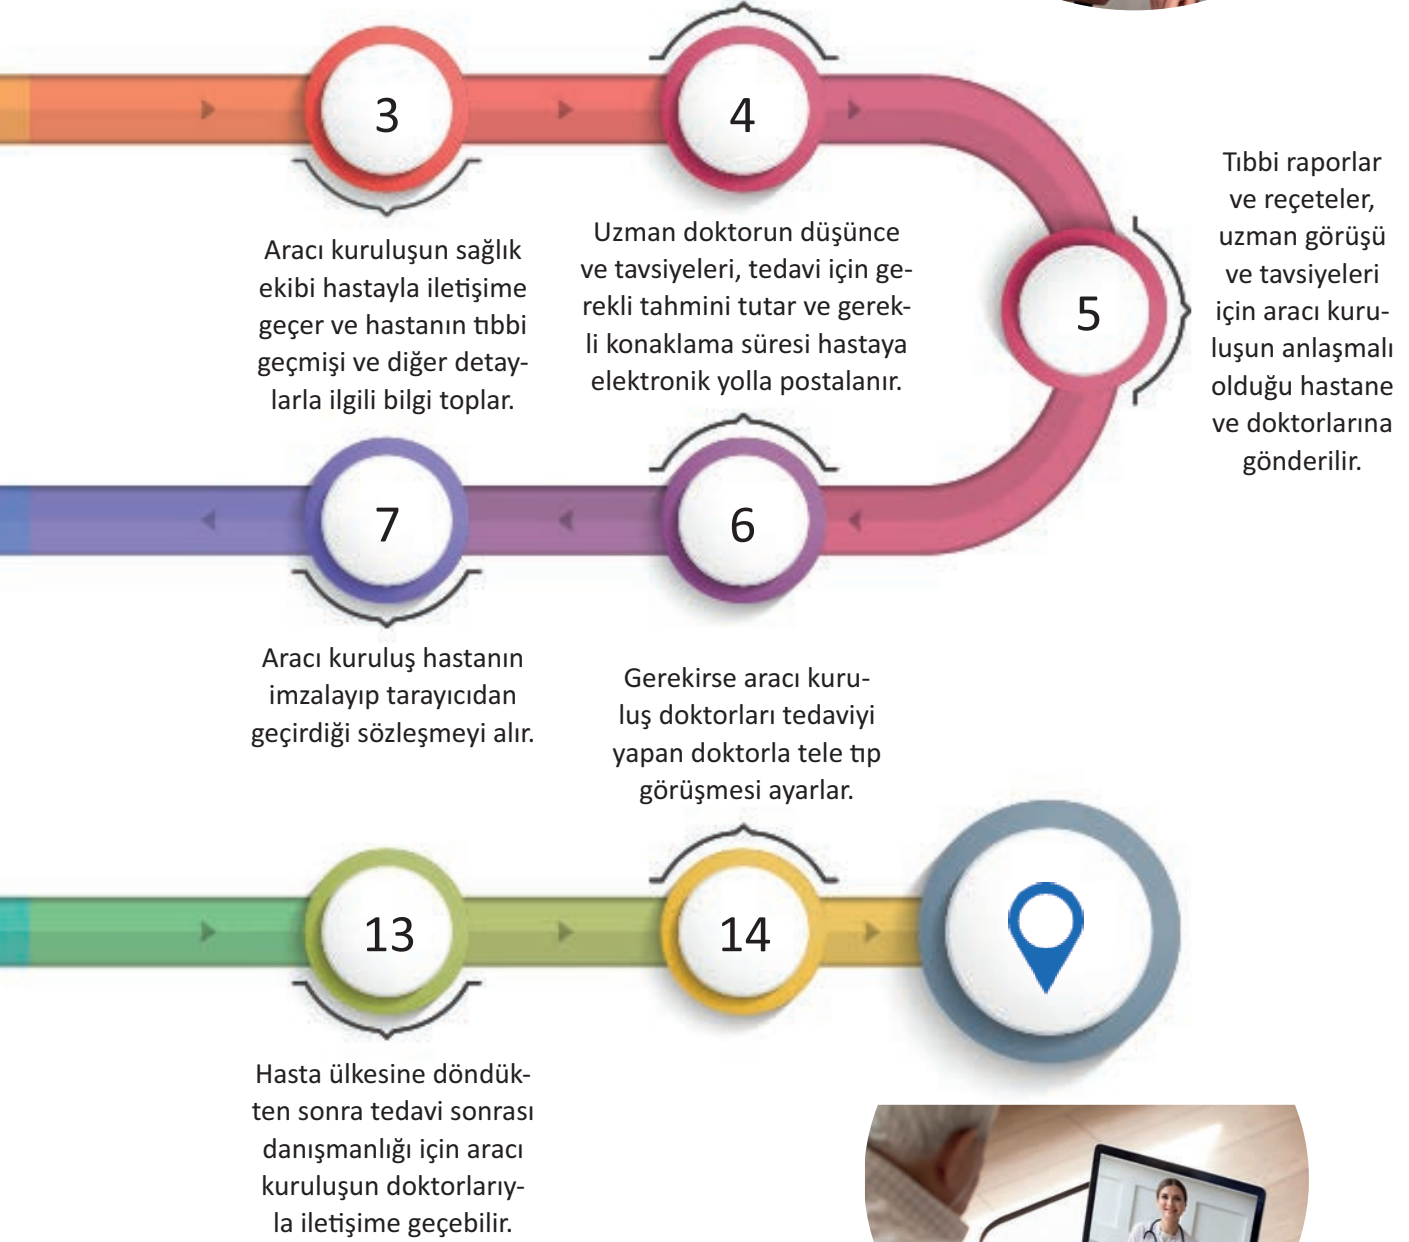 3
4
Aracı kuruluşun sağlık
ekibi hastayla iletişime
geçer ve hastanın tıbbi
geçmişi ve diğer detay-
larla ilgili bilgi toplar.
Uzman doktorun düşünce
ve tavsiyeleri, tedavi için ge-
rekli tahmini tutar ve gerek-
li konaklama süresi hastaya
elektronik yolla postalanır.
5
Tıbbi raporlar
ve reçeteler,
uzman görüşü
ve tavsiyeleri
için aracı kuru-
luşun anlaşmalı
olduğu hastane
ve doktorlarına
gönderilir.
7
6
Aracı kuruluş hastanın
imzalayıp tarayıcıdan
geçirdiği sözleşmeyi alır.
Gerekirse aracı kuru-
luş doktorları tedaviyi
yapan doktorla tele tıp
görüşmesi ayarlar.
13
14
Hasta ülkesine döndük-
ten sonra tedavi sonrası
danışmanlığı için aracı
kuruluşun doktorlarıy-
la iletişime geçebilir.